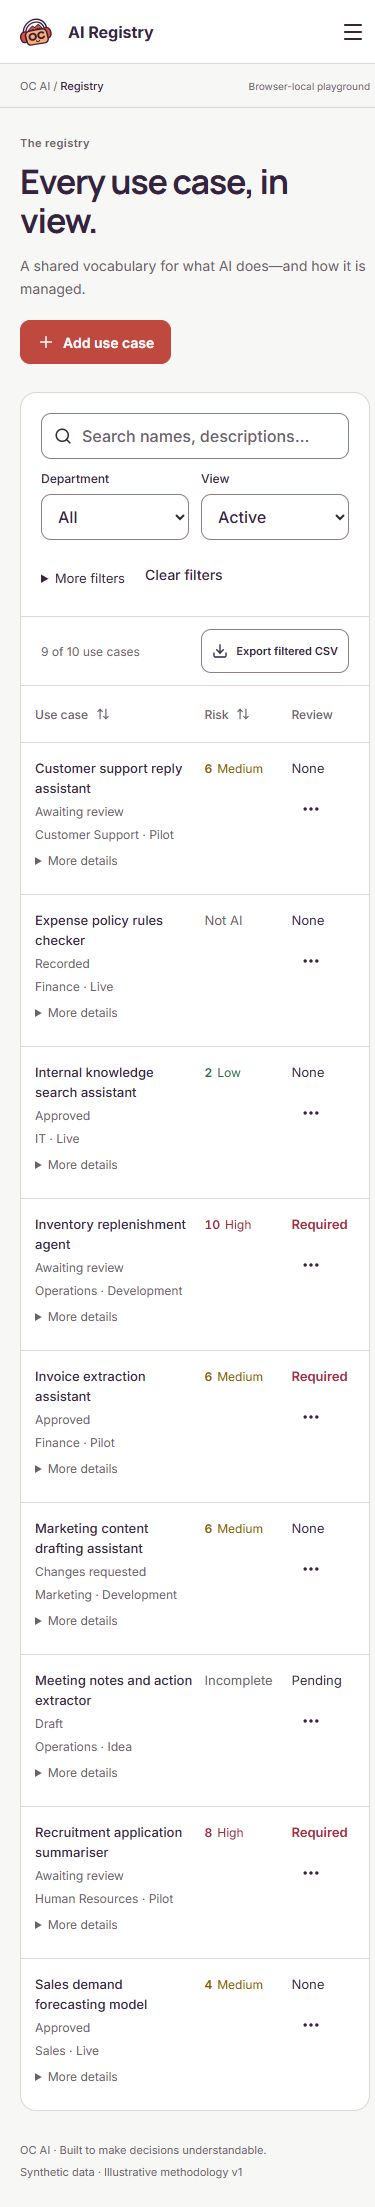 OC
AI Registry
OC AI / Registry
Browser-local playground
The registry
Every use case, in
view.
A shared vocabulary for what AI does—and how it is
managed.
Add use case
Search names, descriptions...
Department
View
All
Active
More filters
Clear filters
9 of 10 use cases
Export filtered CSV
Use case
Risk
Review
Customer support reply
assistant
6 Medium
None
Awaiting review
Customer Support · Pilot
More details
Expense policy rules
checker
Not AI
None
Recorded
Finance · Live
More details
Internal knowledge
search assistant
2 Low
None
Approved
IT · Live
More details
Inventory replenishment
agent
10 High
Required
Awaiting review
Operations · Development
More details
Invoice extraction
assistant
6 Medium
Required
Approved
Finance · Pilot
More details
Marketing content
drafting assistant
6 Medium
None
Changes requested
Marketing · Development
More details
Meeting notes and action
extractor
Incomplete
Pending
Draft
Operations · Idea
More details
Recruitment application
summariser
8 High
Required
Awaiting review
Human Resources · Pilot
More details
Sales demand
forecasting model
4 Medium
None
Approved
Sales · Live
More details
OC AI · Built to make decisions understandable.
Synthetic data · Illustrative methodology v1